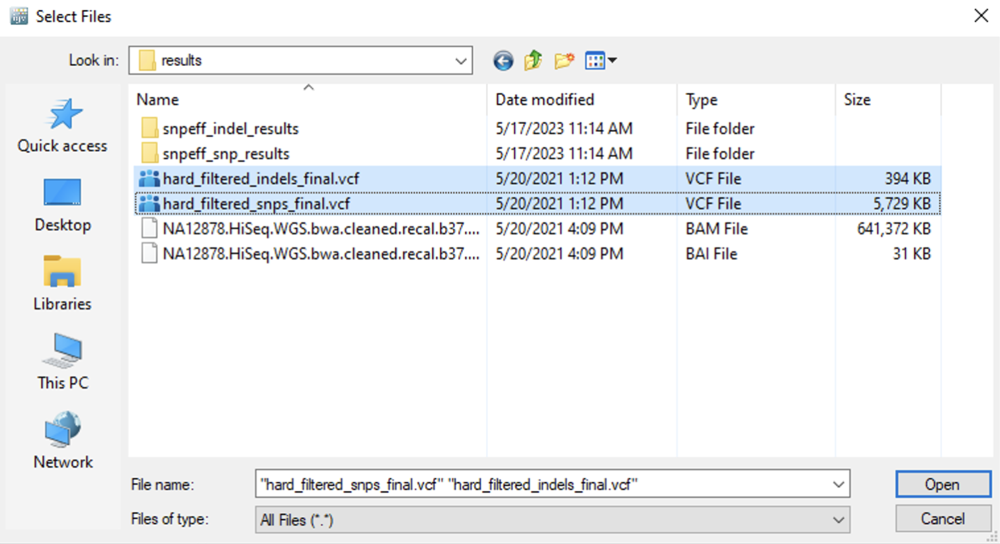 Select Files
Look in: results
Name Date modified Type Size
snpeff_indel_results 5/17/2023 11:14 AM File folder
snpeff_snp_results 5/17/2023 11:14 AM File folder
hard_filtered_indels_final.vcf 5/20/2021 1:12 PM VCF File 394 KB
hard_filtered_snps_final.vcf 5/20/2021 1:12 PM VCF File 5,729 KB
NA12878.HiSeq.WGS.bwa.cleaned.recal.b37.... 5/20/2021 4:09 PM BAM File 641,372 KB
NA12878.HiSeq.WGS.bwa.cleaned.recal.b37.... 5/20/2021 4:09 PM BAI File 31 KB
Quick access
Desktop
Libraries
This PC
Network
File name: "hard_filtered_snps_final.vcf" "hard_filtered_indels_final.vcf" Open
Files of type: All Files (*.*) Cancel